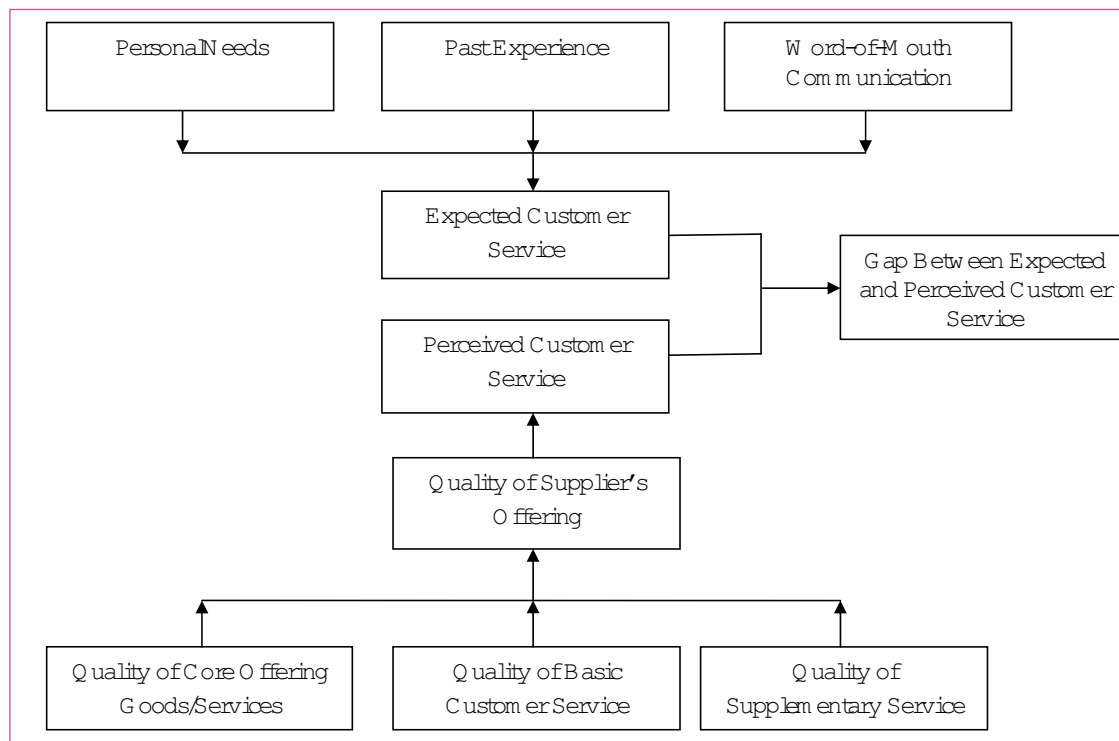 Personal Needs
Past Experience
Word-of-Mouth
Communication
Expected Customer
Service
Gap Between Expected
and Perceived Customer
Service
Perceived Customer
Service
Quality of Supplier's
Offering
Quality of Core Offering
Goods/Services
Quality of Basic
Customer Service
Quality of
Supplementary Service